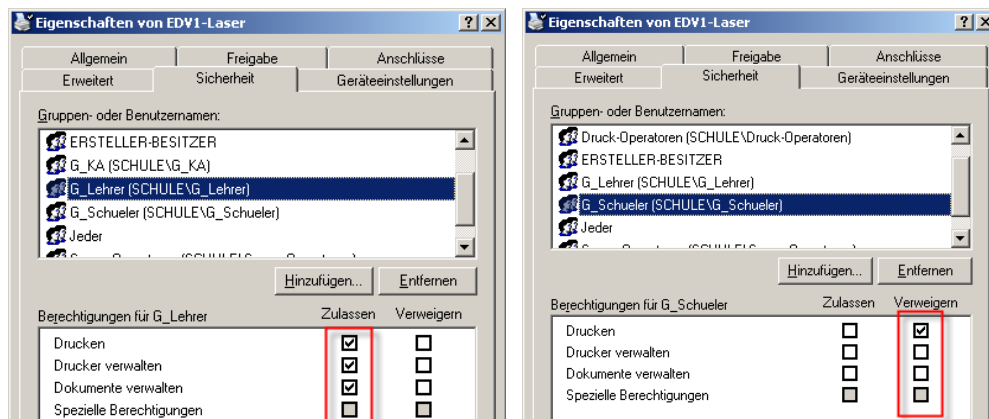 Eigenschaften von EDV1-Laser
Allgemein Freigabe Anschlüsse
Erweitert Sicherheit Geräteeinstellungen
Gruppen- oder Benutzernamen:
ERSTELLER-BESITZER
G_KA (SCHULE\G_KA)
G_Lehrer (SCHULE\G_Lehrer)
G_Schueler (SCHULE\G_Schueler)
Jeder
Hinzufügen... Entfernen
Berechtigungen für G_Lehrer Zulassen Verweigern
Drucken
Drucker verwalten
Dokumente verwalten
Spezielle Berechtigungen
Eigenschaften von EDV1-Laser
Allgemein Freigabe Anschlüsse
Erweitert Sicherheit Geräteeinstellungen
Gruppen- oder Benutzernamen:
Druck-Operatoren (SCHULE\Druck-Operatoren)
ERSTELLER-BESITZER
G_Lehrer (SCHULE\G_Lehrer)
G_Schueler (SCHULE\G_Schueler)
Jeder
Hinzufügen... Entfernen
Berechtigungen für G_Schueler Zulassen Verweigern
Drucken
Drucker verwalten
Dokumente verwalten
Spezielle Berechtigungen